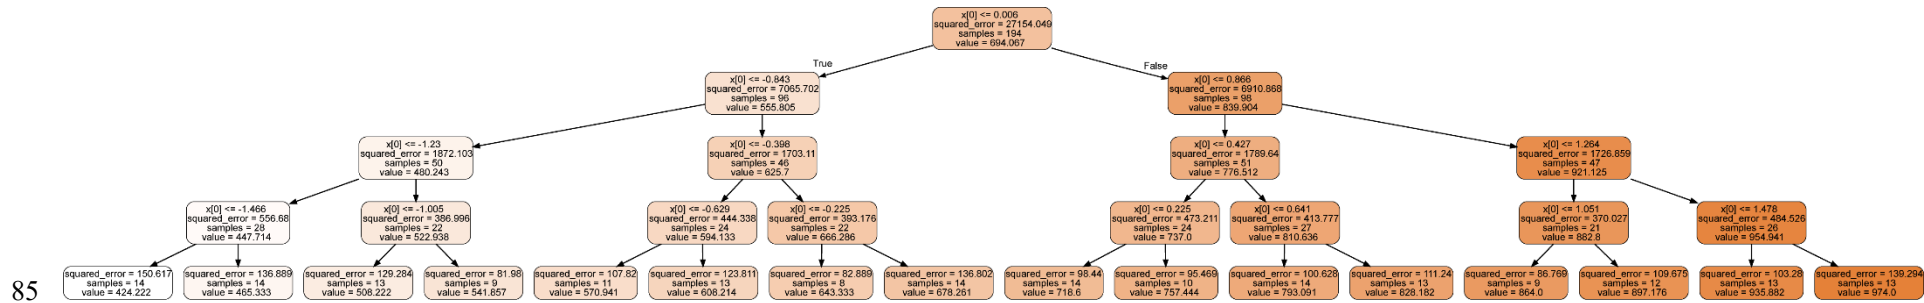 x[0] <= 0.006
squared_error = 27154.049
samples = 194
value = 694.067
True
False
x[0] <= -0.843
squared_error = 7065.702
samples = 96
value = 555.805
x[0] <= 0.866
squared_error = 6910.868
samples = 98
value = 839.904
x[0] <= -1.23
squared_error = 1872.103
samples = 50
value = 480.243
x[0] <= -0.398
squared_error = 1703.11
samples = 46
value = 625.7
x[0] <= 0.427
squared_error = 1789.64
samples = 51
value = 776.512
x[0] <= 1.264
squared_error = 1726.859
samples = 47
value = 921.125
x[0] <= -1.466
squared_error = 556.68
samples = 28
value = 447.714
x[0] <= -1.005
squared_error = 386.996
samples = 22
value = 522.938
x[0] <= -0.629
squared_error = 444.338
samples = 24
value = 594.133
x[0] <= -0.225
squared_error = 393.176
samples = 22
value = 666.286
x[0] <= 0.225
squared_error = 473.211
samples = 24
value = 737.0
x[0] <= 0.641
squared_error = 413.777
samples = 27
value = 810.636
x[0] <= 1.051
squared_error = 370.027
samples = 21
value = 882.8
x[0] <= 1.478
squared_error = 484.526
samples = 26
value = 954.941
85
squared_error = 150.617
samples = 14
value = 424.222
squared_error = 136.889
samples = 14
value = 465.333
squared_error = 129.284
samples = 13
value = 508.222
squared_error = 81.98
samples = 9
value = 541.857
squared_error = 107.82
samples = 11
value = 570.941
squared_error = 123.811
samples = 13
value = 608.214
squared_error = 82.889
samples = 8
value = 643.333
squared_error = 136.802
samples = 14
value = 678.261
squared_error = 98.44
samples = 14
value = 718.6
squared_error = 95.469
samples = 10
value = 757.444
squared_error = 100.628
samples = 14
value = 793.091
squared_error = 111.24
samples = 13
value = 828.182
squared_error = 86.769
samples = 9
value = 864.0
squared_error = 109.675
samples = 12
value = 897.176
squared_error = 103.28
samples = 13
value = 935.882
squared_error = 139.294
samples = 13
value = 974.0